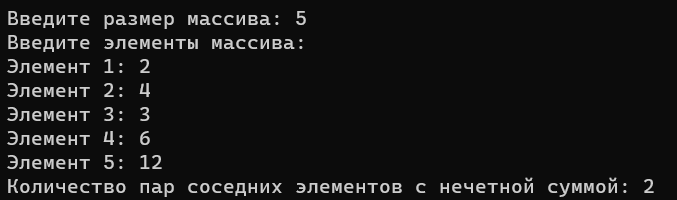 Введите размер массива: 5
Введите элементы массива:
Элемент 1: 2
Элемент 2: 4
Элемент 3: 3
Элемент 4: 6
Элемент 5: 12
Количество пар соседних элементов с нечетной суммой: 2